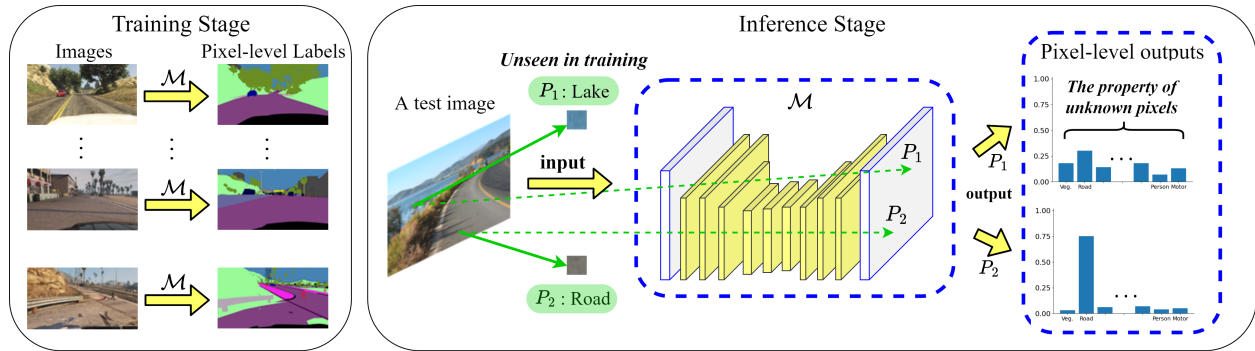 Training Stage
Images
Pixel-level Labels
ℳ
ℳ
ℳ
Inference Stage
Unseen in training
P₁ : Lake
A test image
input
P₂ : Road
ℳ
P₁
P₂
P₁
output
P₂
Pixel-level outputs
The property of
unknown pixels
1.00
0.75
0.50
0.25
0.00
Veg. Road Person Motor
1.00
0.75
0.50
0.25
0.00
Veg. Road Person Motor